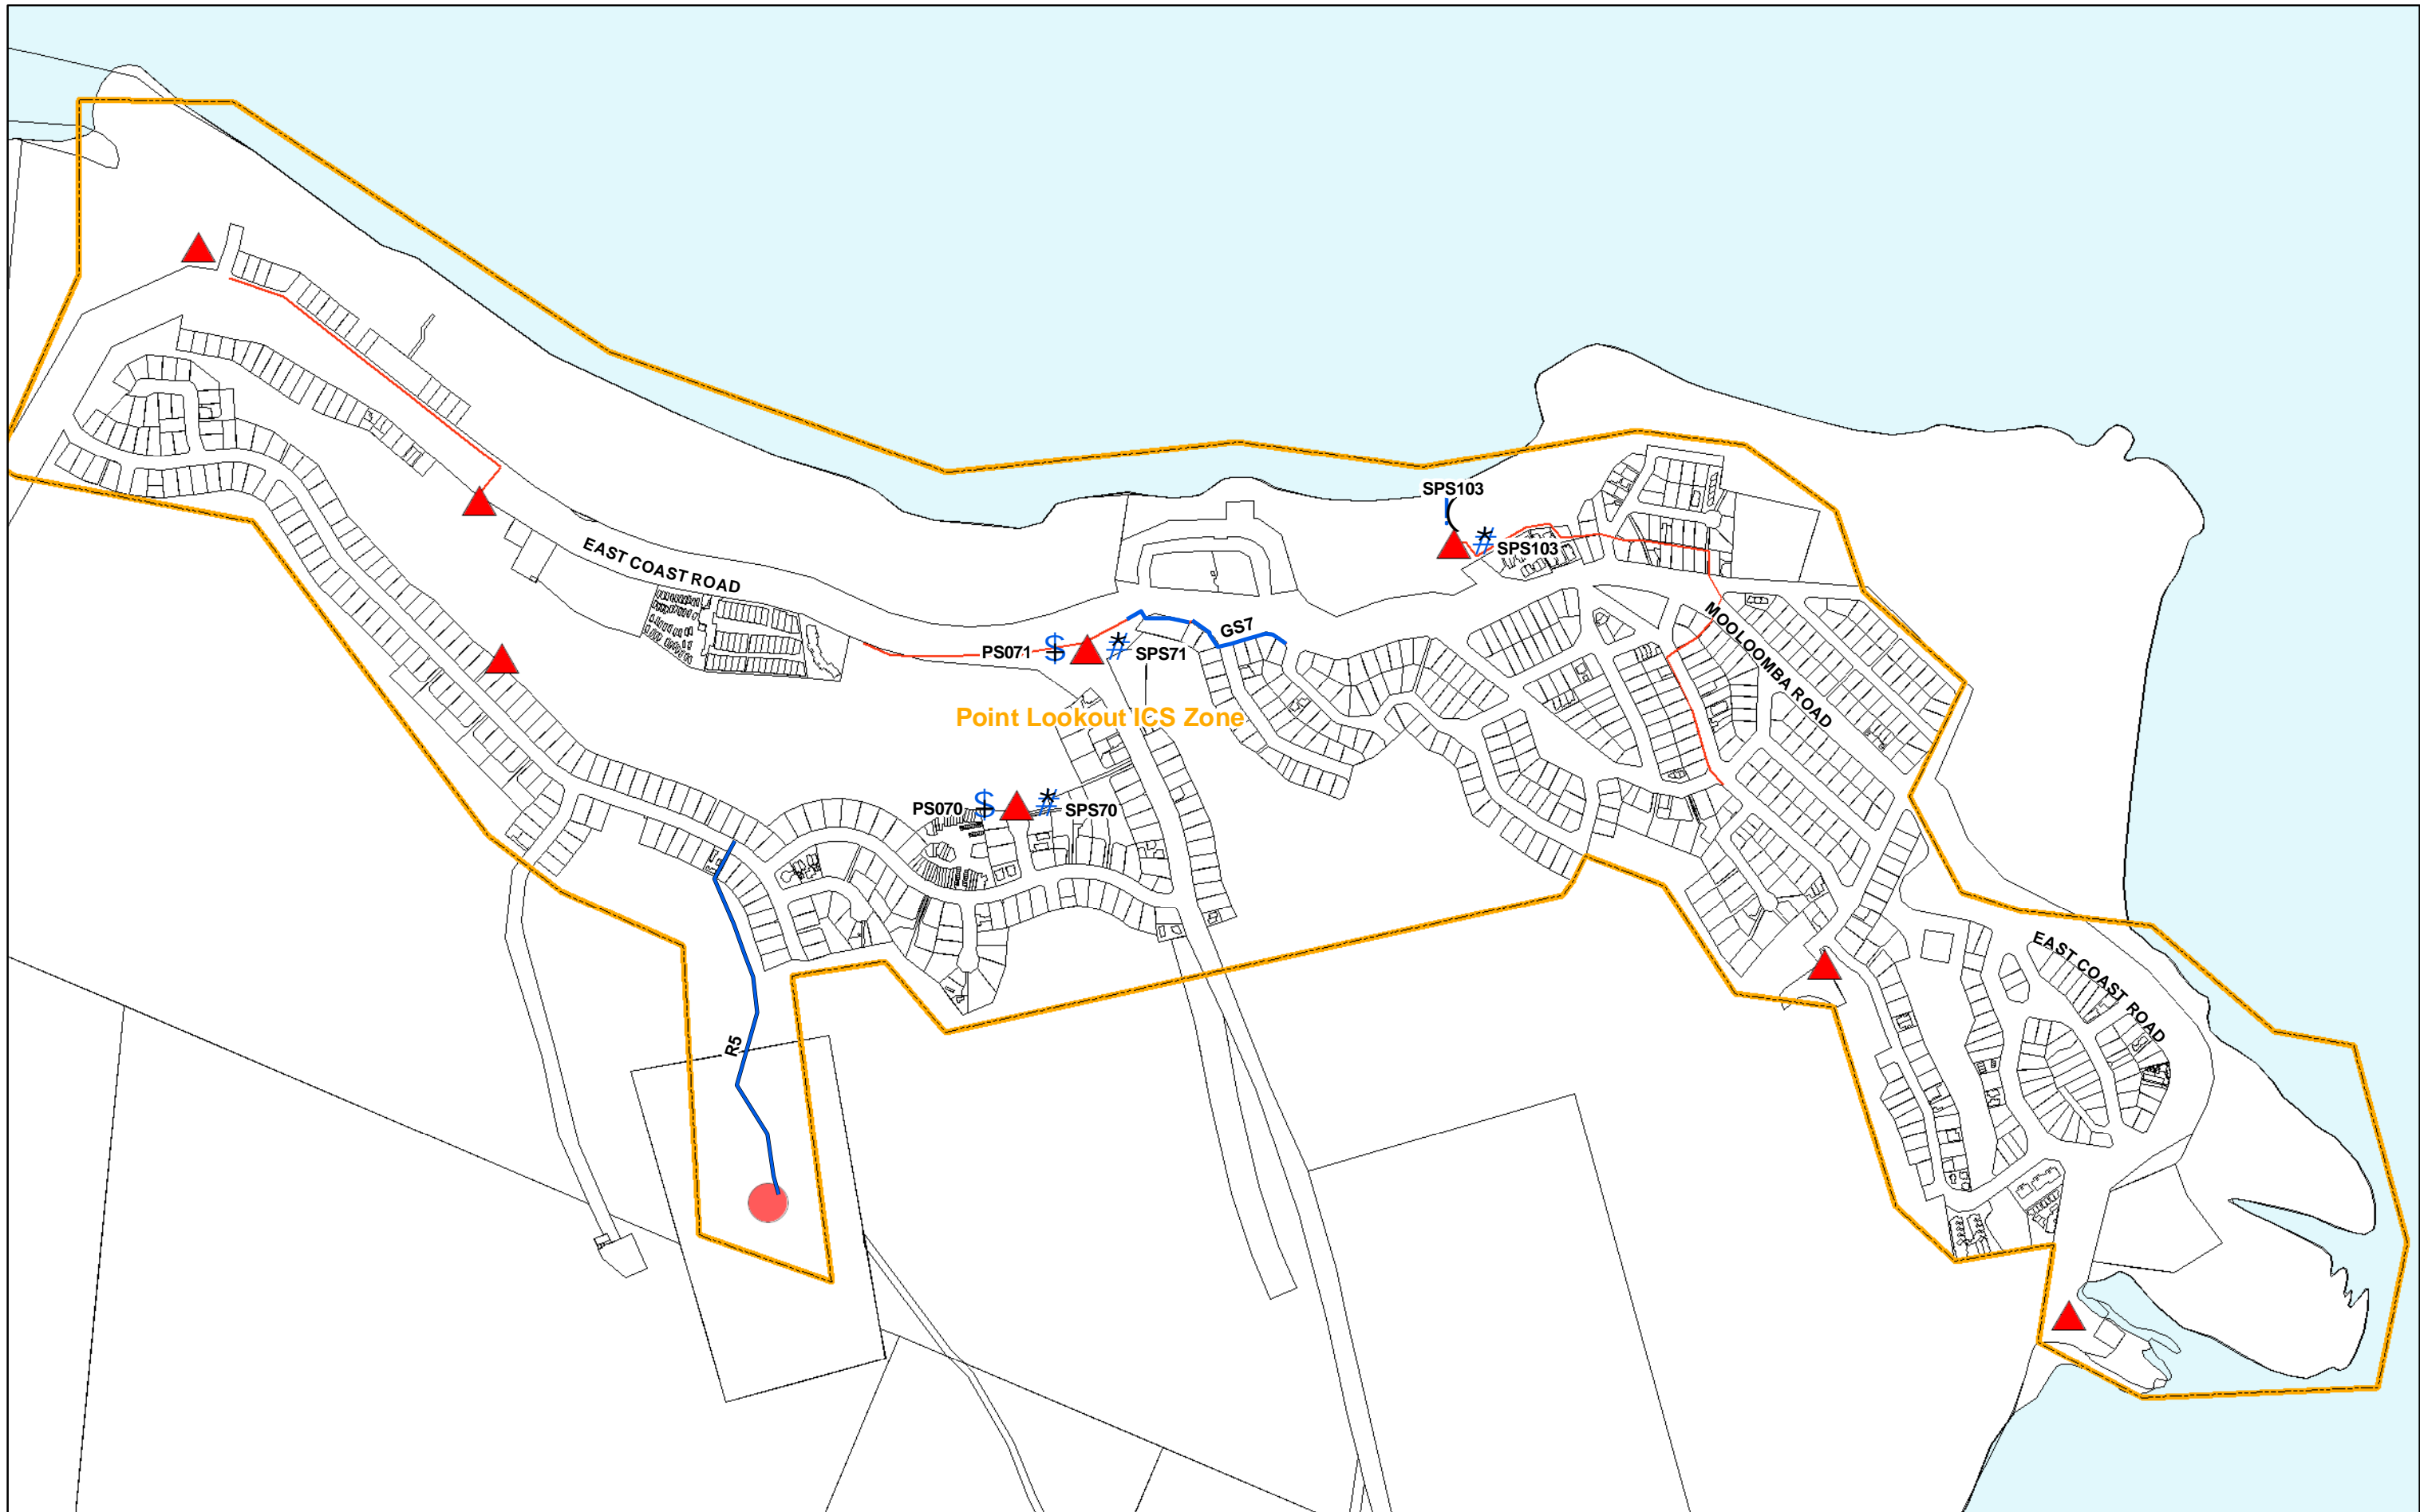 SPS103
SPS103
EAST COAST ROAD
MOOLOOMBA ROAD
GS7
PS071 $ * # SPS71
Point Lookout ICS Zone
PS070 $ * # SPS70
EAST COAST ROAD
R5